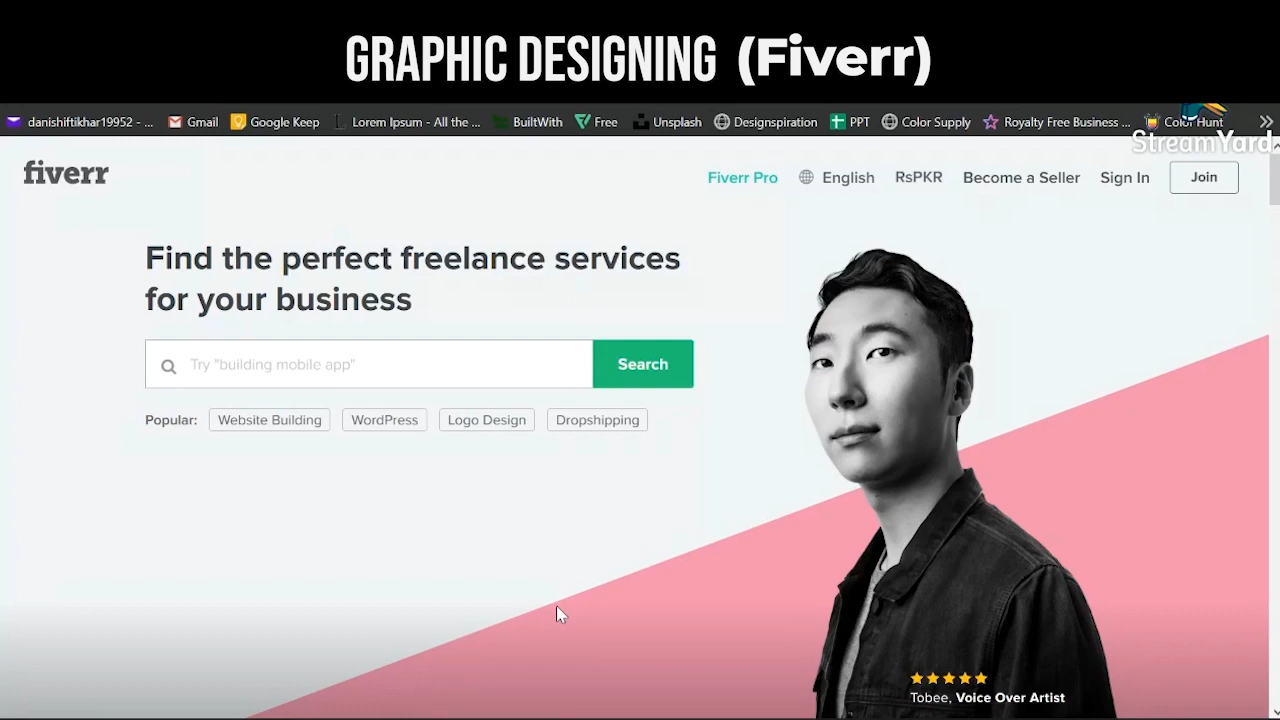 GRAPHIC DESIGNING (Fiverr)
danishiftikhar19952 - ... Gmail Google Keep Lorem Ipsum - All the ... BuiltWith Free Unsplash Designspiration PPT Color Supply Royalty Free Business ... Color Hunt
StreamYard
fiverr Fiverr Pro English RsPKR Become a Seller Sign In Join
Find the perfect freelance services
for your business
Try "building mobile app" Search
Popular: Website Building WordPress Logo Design Dropshipping
Tobee, Voice Over Artist